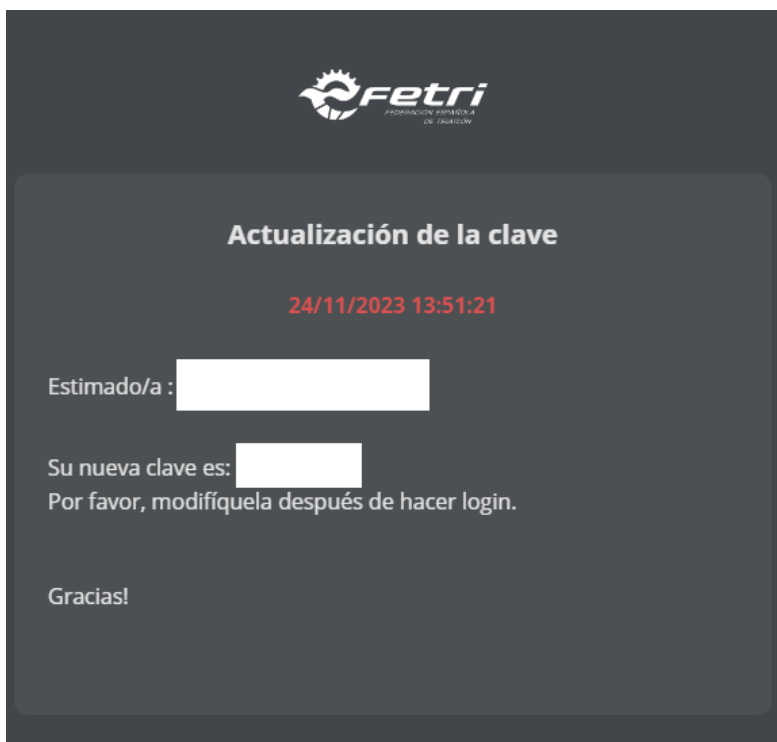 Fetri
FEDERACIÓN ESPAÑOLA
DE TRIATLÓN
Actualización de la clave
24/11/2023 13:51:21
Estimado/a :
Su nueva clave es:
Por favor, modifíquela después de hacer login.
Gracias!